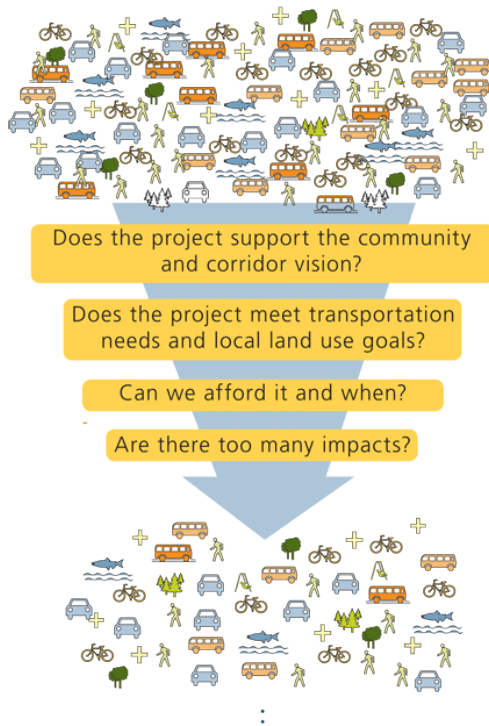 Does the project support the community
and corridor vision?
Does the project meet transportation
needs and local land use goals?
Can we afford it and when?
Are there too many impacts?
: